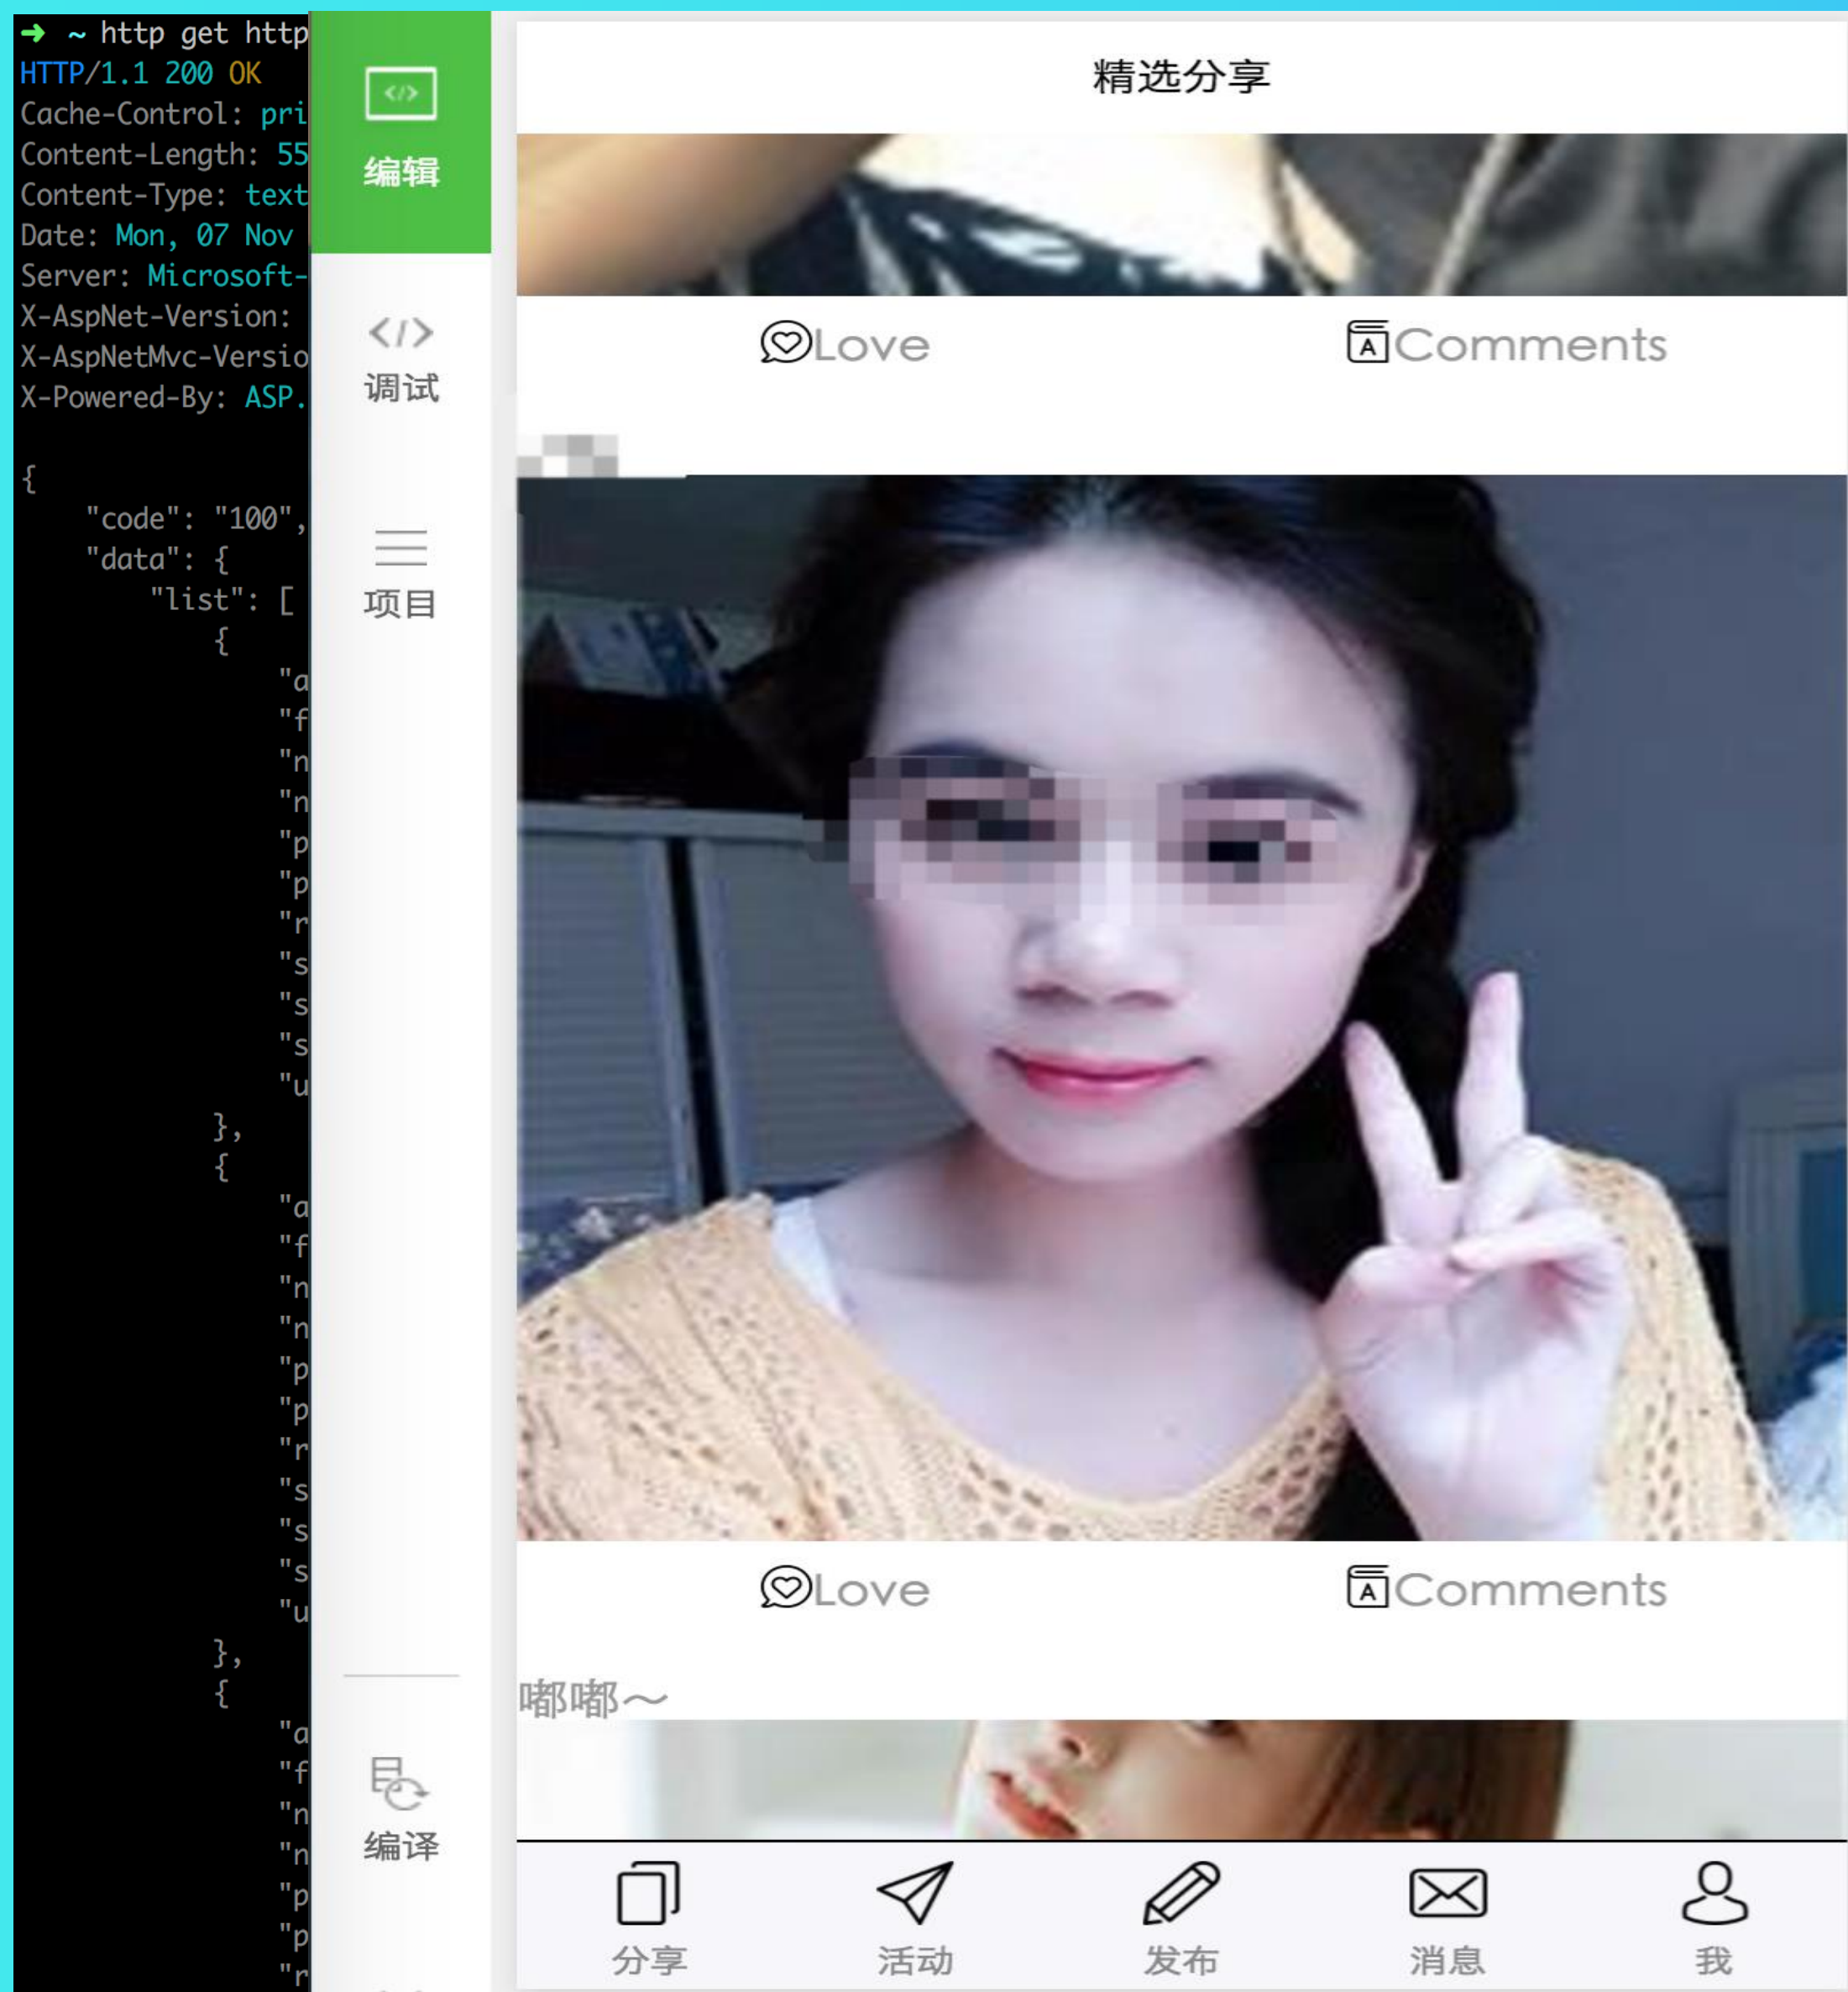 ➜ ~ http get http
HTTP/1.1 200 OK
Cache-Control: pri
Content-Length: 55
Content-Type: text
Date: Mon, 07 Nov
Server: Microsoft-
X-AspNet-Version:
X-AspNetMvc-Versio
X-Powered-By: ASP.
{
"code": "100",
"data": {
"list": [
{
"a
"f
"n
"n
"p
"p
"r
"s
"s
"s
"u
},
{
"a
"f
"n
"n
"p
"p
"r
"s
"s
"s
"u
},
{
"a
"f
"n
"n
"p
"p
"r
编辑
调试
项目
编译
精选分享
Love Comments
Love Comments
嘟嘟～
分享 活动 发布 消息 我